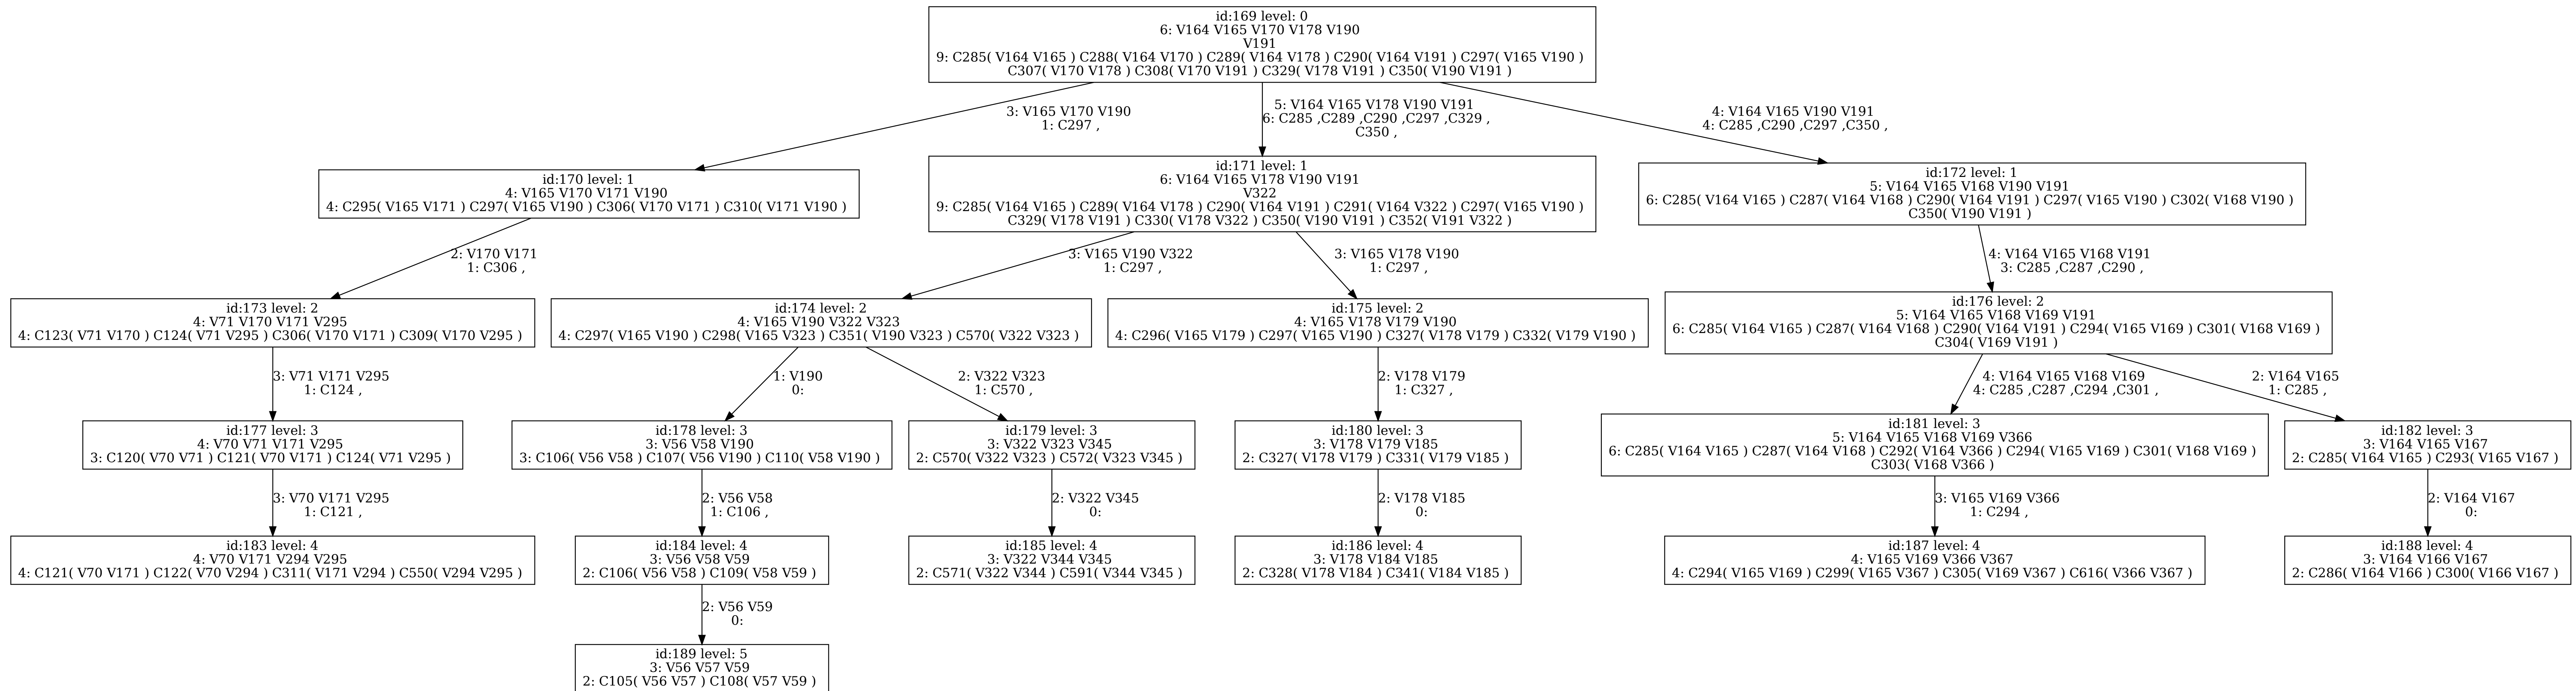 id:169 level: 0
6: V164 V165 V170 V178 V190
V191
9: C285( V164 V165 ) C288( V164 V170 ) C289( V164 V178 ) C290( V164 V191 ) C297( V165 V190 )
C307( V170 V178 ) C308( V170 V191 ) C329( V178 V191 ) C350( V190 V191 )
3: V165 V170 V190
1: C297 ,
5: V164 V165 V178 V190 V191
6: C285 ,C289 ,C290 ,C297 ,C329 ,
C350 ,
4: V164 V165 V190 V191
4: C285 ,C290 ,C297 ,C350 ,
id:170 level: 1
4: V165 V170 V171 V190
4: C295( V165 V171 ) C297( V165 V190 ) C306( V170 V171 ) C310( V171 V190 )
id:171 level: 1
6: V164 V165 V178 V190 V191
V322
9: C285( V164 V165 ) C289( V164 V178 ) C290( V164 V191 ) C291( V164 V322 ) C297( V165 V190 )
C329( V178 V191 ) C330( V178 V322 ) C350( V190 V191 ) C352( V191 V322 )
id:172 level: 1
5: V164 V165 V168 V190 V191
6: C285( V164 V165 ) C287( V164 V168 ) C290( V164 V191 ) C297( V165 V190 ) C302( V168 V190 )
C350( V190 V191 )
2: V170 V171
1: C306 ,
3: V165 V190 V322
1: C297 ,
3: V165 V178 V190
1: C297 ,
4: V164 V165 V168 V191
3: C285 ,C287 ,C290 ,
id:173 level: 2
4: V71 V170 V171 V295
4: C123( V71 V170 ) C124( V71 V295 ) C306( V170 V171 ) C309( V170 V295 )
id:174 level: 2
4: V165 V190 V322 V323
4: C297( V165 V190 ) C298( V165 V323 ) C351( V190 V323 ) C570( V322 V323 )
id:175 level: 2
4: V165 V178 V179 V190
4: C296( V165 V179 ) C297( V165 V190 ) C327( V178 V179 ) C332( V179 V190 )
id:176 level: 2
5: V164 V165 V168 V169 V191
6: C285( V164 V165 ) C287( V164 V168 ) C290( V164 V191 ) C294( V165 V169 ) C301( V168 V169 )
C304( V169 V191 )
3: V71 V171 V295
1: C124 ,
1: V190
0:
2: V322 V323
1: C570 ,
2: V178 V179
1: C327 ,
4: V164 V165 V168 V169
4: C285 ,C287 ,C294 ,C301 ,
2: V164 V165
1: C285 ,
id:177 level: 3
4: V70 V71 V171 V295
3: C120( V70 V71 ) C121( V70 V171 ) C124( V71 V295 )
id:178 level: 3
3: V56 V58 V190
3: C106( V56 V58 ) C107( V56 V190 ) C110( V58 V190 )
id:179 level: 3
3: V322 V323 V345
2: C570( V322 V323 ) C572( V323 V345 )
id:180 level: 3
3: V178 V179 V185
2: C327( V178 V179 ) C331( V179 V185 )
id:181 level: 3
5: V164 V165 V168 V169 V366
6: C285( V164 V165 ) C287( V164 V168 ) C292( V164 V366 ) C294( V165 V169 ) C301( V168 V169 )
C303( V168 V366 )
id:182 level: 3
3: V164 V165 V167
2: C285( V164 V165 ) C293( V165 V167 )
3: V70 V171 V295
1: C121 ,
2: V56 V58
1: C106 ,
2: V322 V345
0:
2: V178 V185
0:
3: V165 V169 V366
1: C294 ,
2: V164 V167
0:
id:183 level: 4
4: V70 V171 V294 V295
4: C121( V70 V171 ) C122( V70 V294 ) C311( V171 V294 ) C550( V294 V295 )
id:184 level: 4
3: V56 V58 V59
2: C106( V56 V58 ) C109( V58 V59 )
id:185 level: 4
3: V322 V344 V345
2: C571( V322 V344 ) C591( V344 V345 )
id:186 level: 4
3: V178 V184 V185
2: C328( V178 V184 ) C341( V184 V185 )
id:187 level: 4
4: V165 V169 V366 V367
4: C294( V165 V169 ) C299( V165 V367 ) C305( V169 V367 ) C616( V366 V367 )
id:188 level: 4
3: V164 V166 V167
2: C286( V164 V166 ) C300( V166 V167 )
2: V56 V59
0:
id:189 level: 5
3: V56 V57 V59
2: C105( V56 V57 ) C108( V57 V59 )